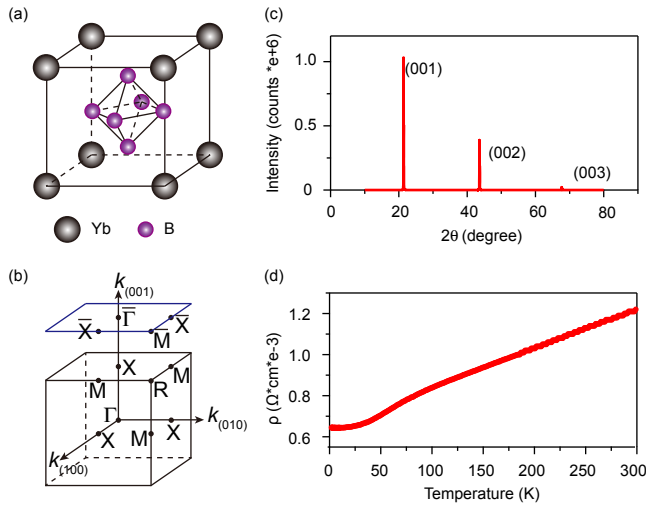 (a)
Yb
B
(b)
k(001)
Γ̅
X̅
X̅
M̅
X
M
M
R
Γ
k(010)
X
X
M
k(100)
(c)
Intensity (counts *e+6)
1.0
0.5
0
(001)
(002)
(003)
0
20
40
60
80
2θ (degree)
(d)
ρ (Ω*cm*e-3)
1.2
1.0
0.8
0.6
0
50
100
150
200
250
300
Temperature (K)